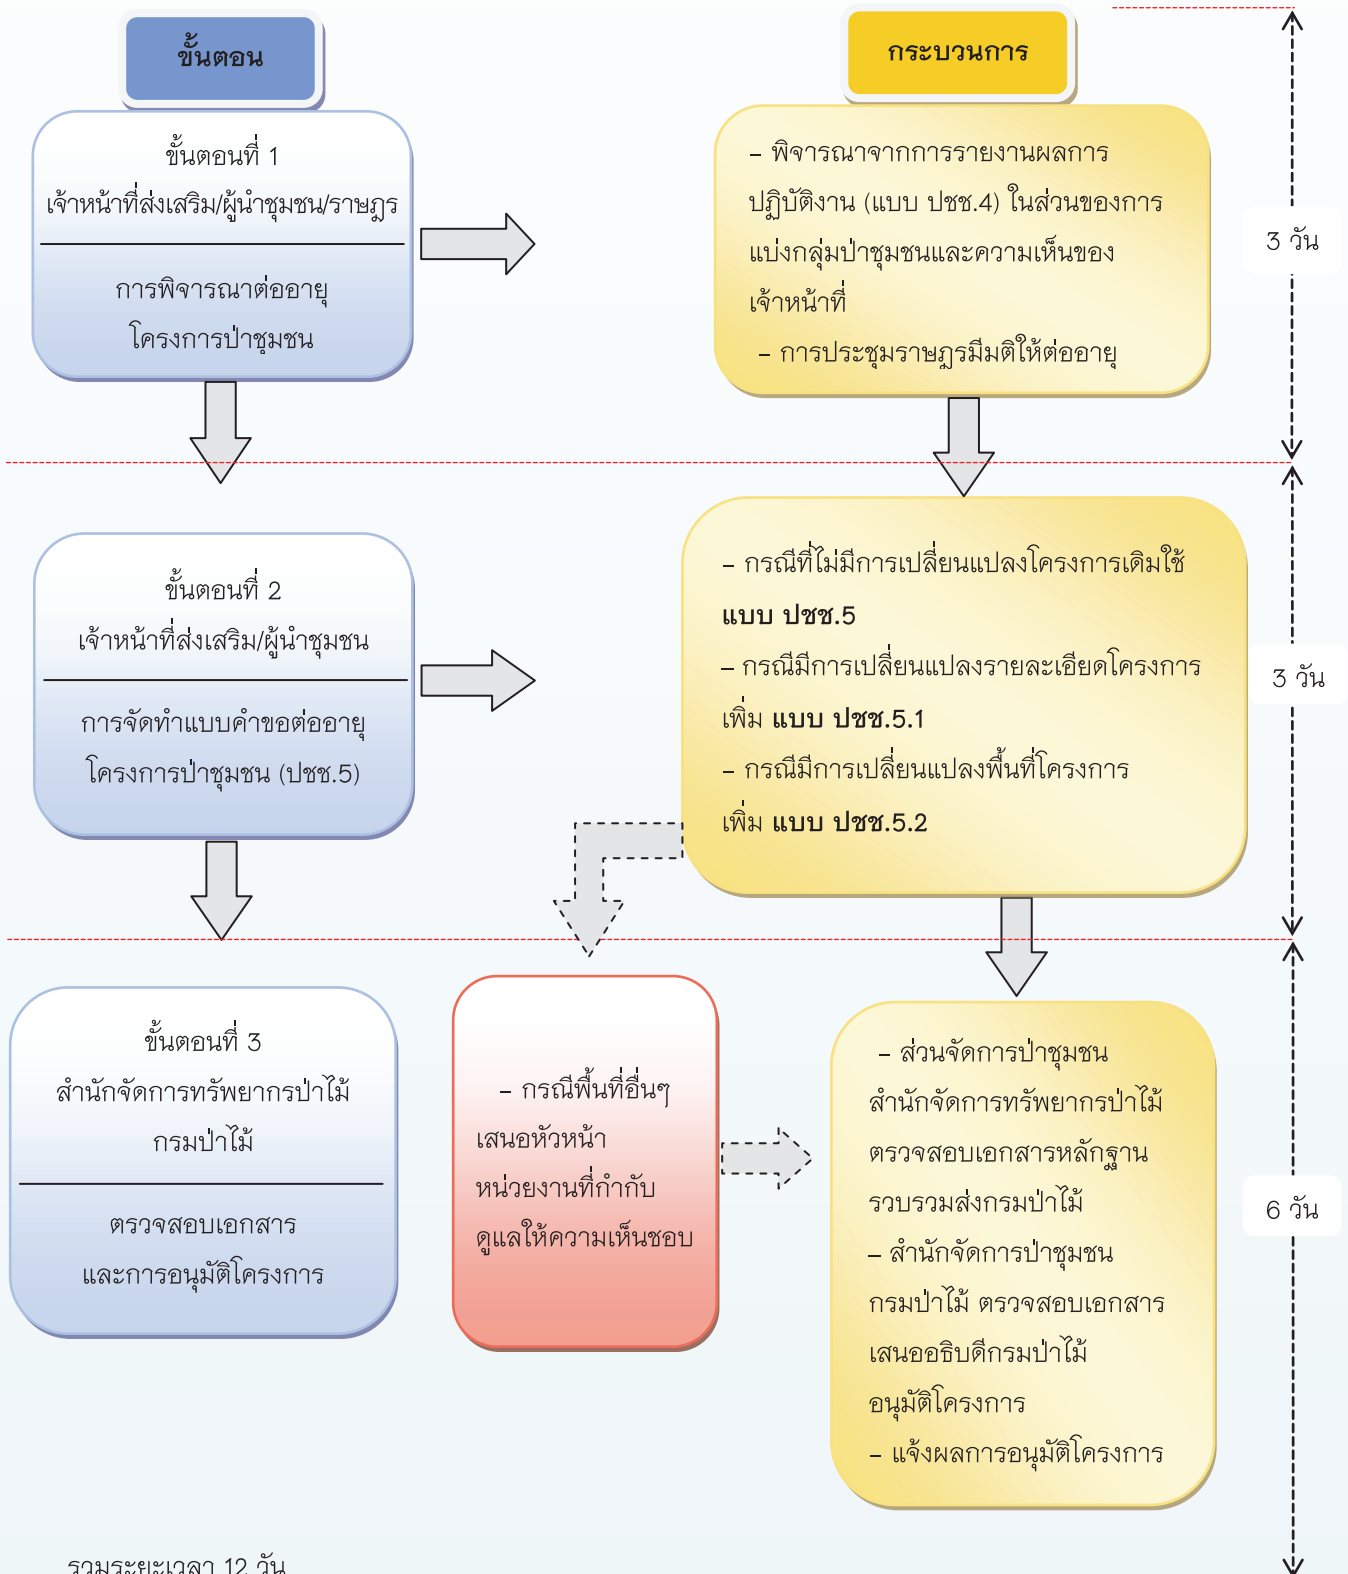 ขั้นตอน
กระบวนการ
ขั้นตอนที่ 1
เจ้าหน้าที่ส่งเสริม/ผู้นำชุมชน/ราษฎร
การพิจารณาต่ออายุ
โครงการป่าชุมชน
– พิจารณาจากการรายงานผลการ
ปฏิบัติงาน (แบบ ปชช.4) ในส่วนของการ
แบ่งกลุ่มป่าชุมชนและความเห็นของ
เจ้าหน้าที่
– การประชุมราษฎรมีมติให้ต่ออายุ
3 วัน
ขั้นตอนที่ 2
เจ้าหน้าที่ส่งเสริม/ผู้นำชุมชน
การจัดทำแบบคำขอต่ออายุ
โครงการป่าชุมชน (ปชช.5)
– กรณีที่ไม่มีการเปลี่ยนแปลงโครงการเดิมใช้
แบบ ปชช.5
– กรณีมีการเปลี่ยนแปลงรายละเอียดโครงการ
เพิ่ม แบบ ปชช.5.1
– กรณีมีการเปลี่ยนแปลงพื้นที่โครงการ
เพิ่ม แบบ ปชช.5.2
3 วัน
ขั้นตอนที่ 3
สำนักจัดการทรัพยากรป่าไม้
กรมป่าไม้
ตรวจสอบเอกสาร
และการอนุมัติโครงการ
– กรณีพื้นที่อื่นๆ
เสนอหัวหน้า
หน่วยงานที่กำกับ
ดูแลให้ความเห็นชอบ
– ส่วนจัดการป่าชุมชน
สำนักจัดการทรัพยากรป่าไม้
ตรวจสอบเอกสารหลักฐาน
รวบรวมส่งกรมป่าไม้
– สำนักจัดการป่าชุมชน
กรมป่าไม้ ตรวจสอบเอกสาร
เสนออธิบดีกรมป่าไม้
อนุมัติโครงการ
– แจ้งผลการอนุมัติโครงการ
6 วัน
รวมระยะเวลา 12 วัน